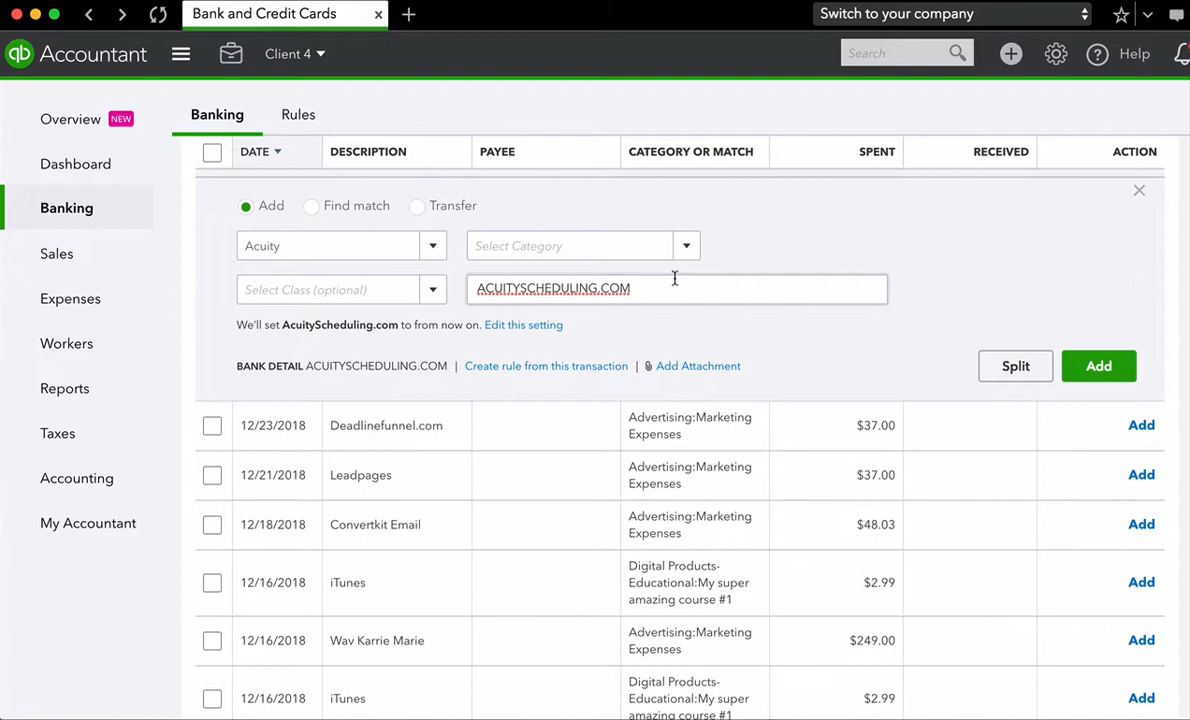 Bank and Credit Cards x +
Switch to your company
qb Accountant Client 4 Search Help
Overview NEW
Dashboard
Banking
Sales
Expenses
Workers
Reports
Taxes
Accounting
My Accountant
Banking Rules
DATE DESCRIPTION PAYEE CATEGORY OR MATCH SPENT RECEIVED ACTION
Add Find match Transfer
Acuity Select Category
Select Class (optional) ACUITYSCHEDULING.COM
We'll set AcuityScheduling.com to from now on. Edit this setting
BANK DETAIL ACUITYSCHEDULING.COM | Create rule from this transaction | Add Attachment Split Add
12/23/2018 Deadlinefunnel.com Advertising:Marketing $37.00 Add
Expenses
12/21/2018 Leadpages Advertising:Marketing $37.00 Add
Expenses
12/18/2018 Convertkit Email Advertising:Marketing $48.03 Add
Expenses
Digital Products-
12/16/2018 iTunes Educational:My super $2.99 Add
amazing course #1
12/16/2018 Wav Karrie Marie Advertising:Marketing $249.00 Add
Expenses
Digital Products-
12/16/2018 iTunes Educational:My super $2.99 Add
amazing course #1